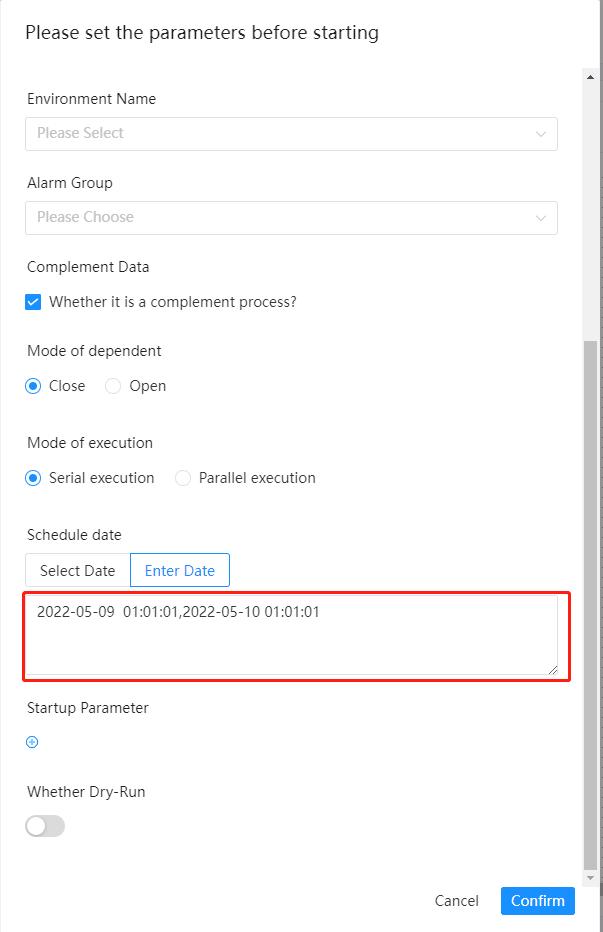 Please set the parameters before starting
Environment Name
Please Select
Alarm Group
Please Choose
Complement Data
Whether it is a complement process?
Mode of dependent
Close Open
Mode of execution
Serial execution Parallel execution
Schedule date
Select Date Enter Date
2022-05-09  01:01:01,2022-05-10 01:01:01
Startup Parameter
Whether Dry-Run
Cancel Confirm